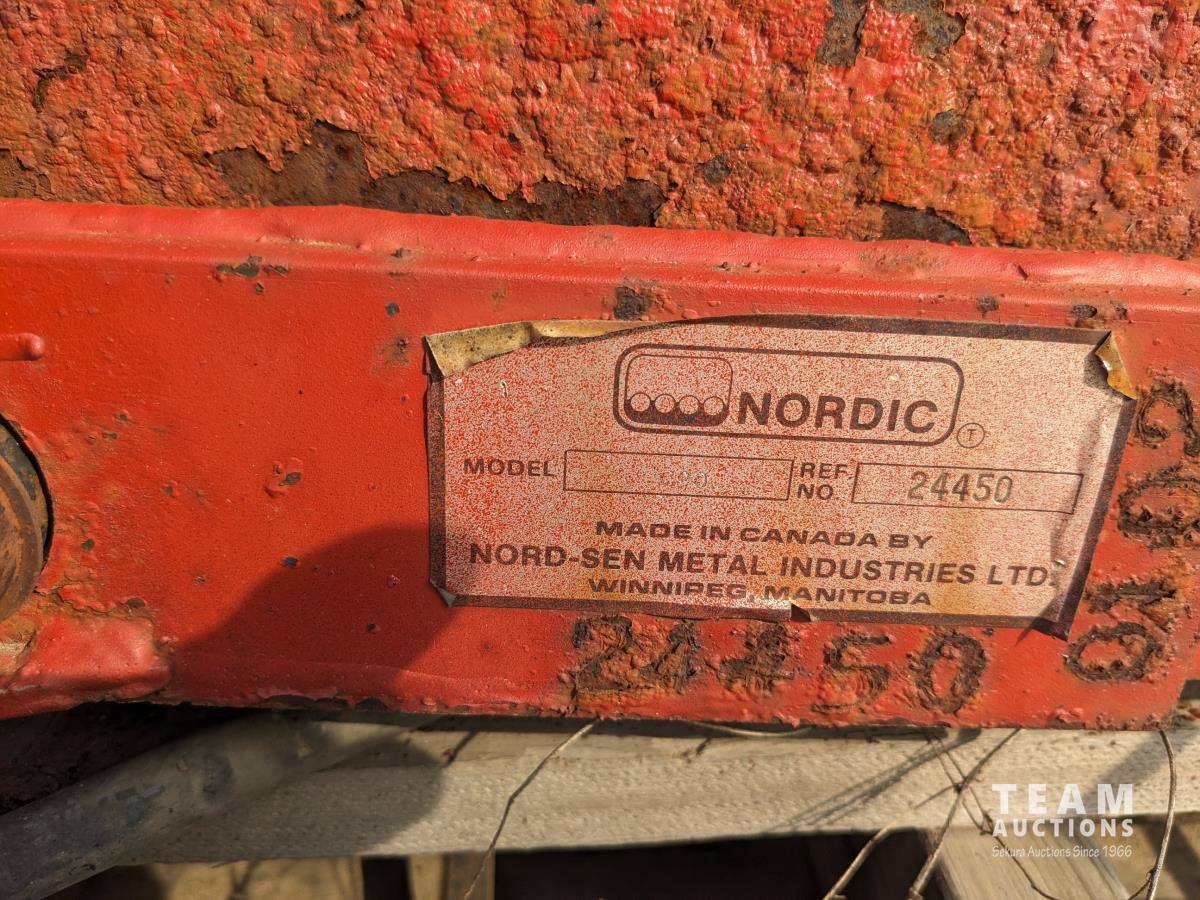 NORDIC
T
MODEL REF. NO 24450
MADE IN CANADA BY
NORD-SEN METAL INDUSTRIES LTD.
WINNIPEG, MANITOBA
24450
TEAM
AUCTIONS
Sekura Auctions Since 1966